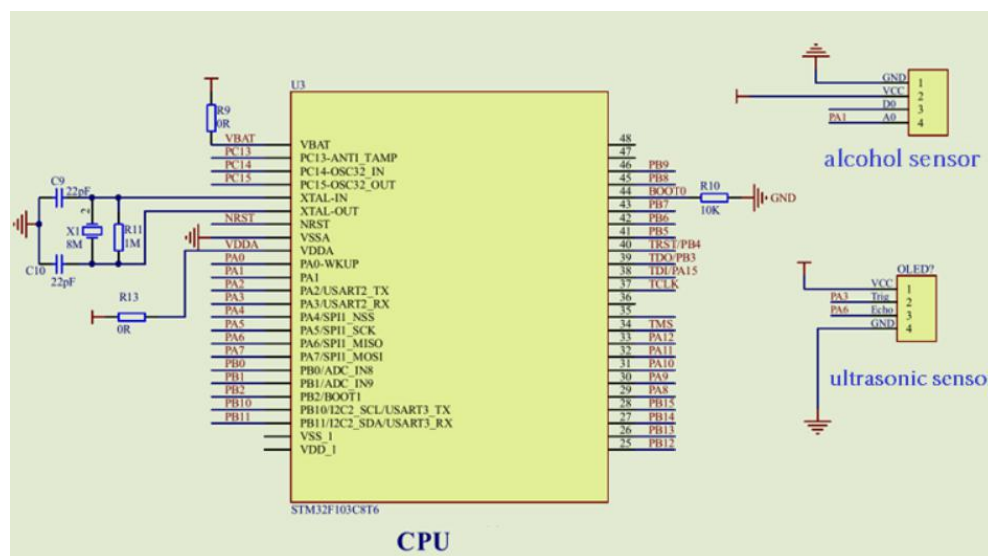 U3
R9
0R
VBAT
PC13
PC14
PC15
C9
22pF
2
X1
8M
R11
1M
C10
22pF
NRST
VDDA
R13
0R
PA0
PA1
PA2
PA3
PA4
PA5
PA6
PA7
PB0
PB1
PB2
PB10
PB11
VBAT
PC13-ANTI_TAMP
PC14-OSC32_IN
PC15-OSC32_OUT
XTAL-IN
XTAL-OUT
NRST
VSSA
VDDA
PA0-WKUP
PA1
PA2/USART2_TX
PA3/USART2_RX
PA4/SPI1_NSS
PA5/SPI1_SCK
PA6/SPI1_MISO
PA7/SPI1_MOSI
PB0/ADC_IN8
PB1/ADC_IN9
PB2/BOOT1
PB10/I2C2_SCL/USART3_TX
PB11/I2C2_SDA/USART3_RX
VSS_1
VDD_1
48
47
46 PB9
45 PB8
44 BOOT0
43 PB7
42 PB6
41 PB5
40 TRST/PB4
39 TDO/PB3
38 TDI/PA15
37 TCLK
36
35
34 TMS
33 PA12
32 PA11
31 PA10
30 PA9
29 PA8
28 PB15
27 PB14
26 PB13
25 PB12
R10
10K
GND
STM32F103C8T6
CPU
GND 1
VCC 2
D0 3
PA1 A0 4
alcohol sensor
OLED?
VCC 1
PA3 Trig 2
PA6 Echo 3
GND 4
ultrasonic senso